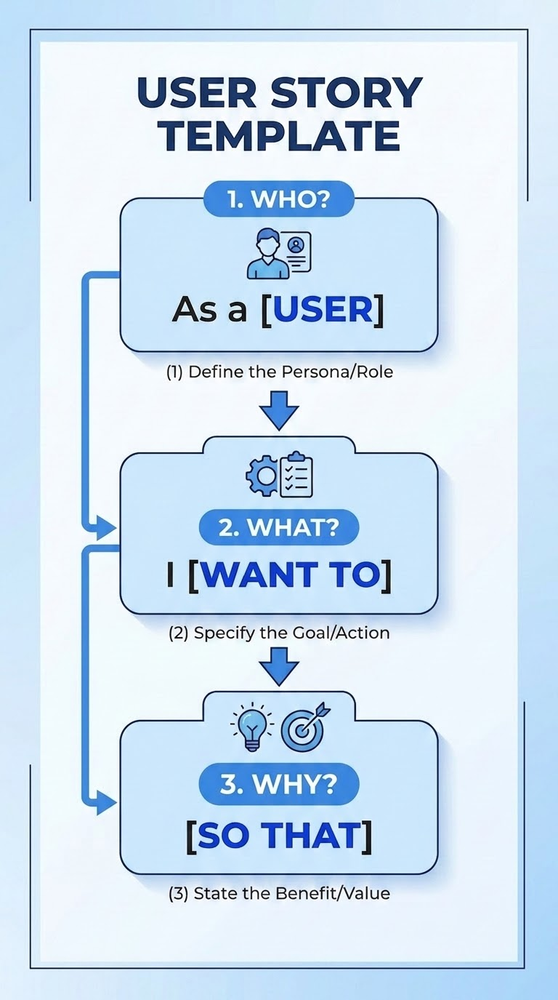 USER STORY
TEMPLATE
1. WHO?
As a [USER]
(1) Define the Persona/Role
2. WHAT?
I [WANT TO]
(2) Specify the Goal/Action
3. WHY?
[SO THAT]
(3) State the Benefit/Value